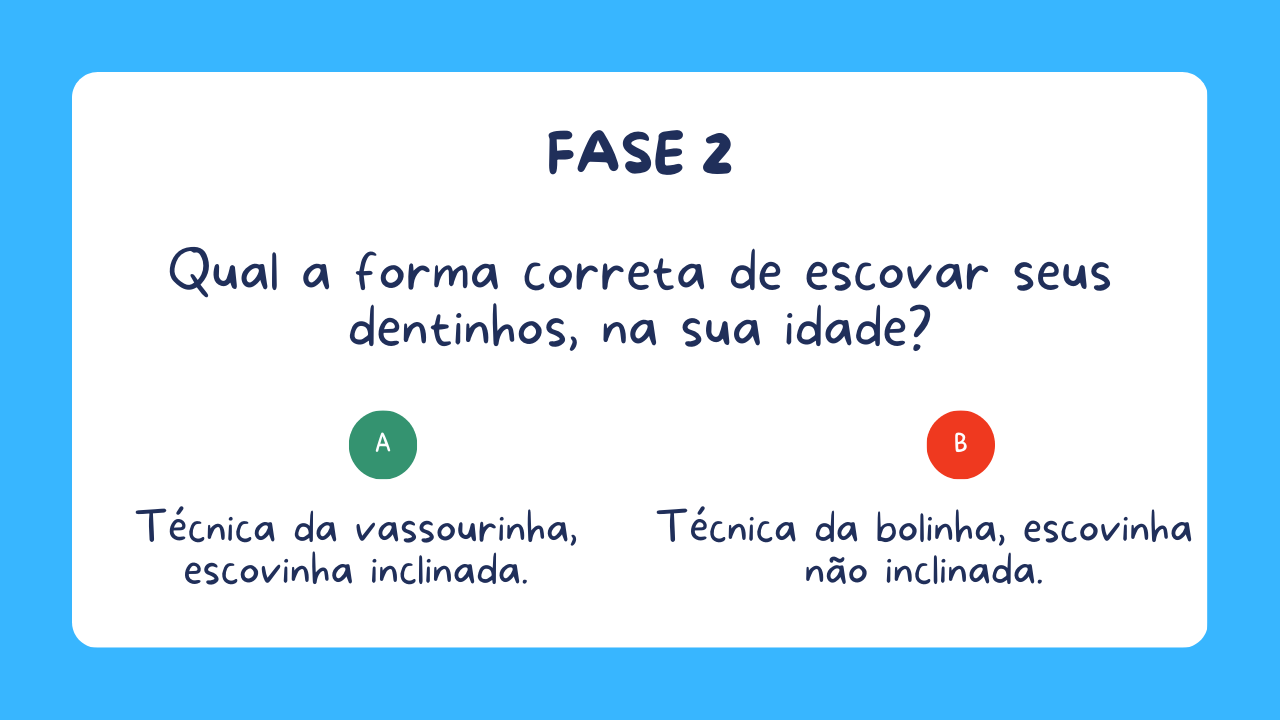 FASE 2
Qual a forma correta de escovar seus
dentinhos, na sua idade?
A
Técnica da vassourinha,
escovinha inclinada.
B
Técnica da bolinha, escovinha
não inclinada.